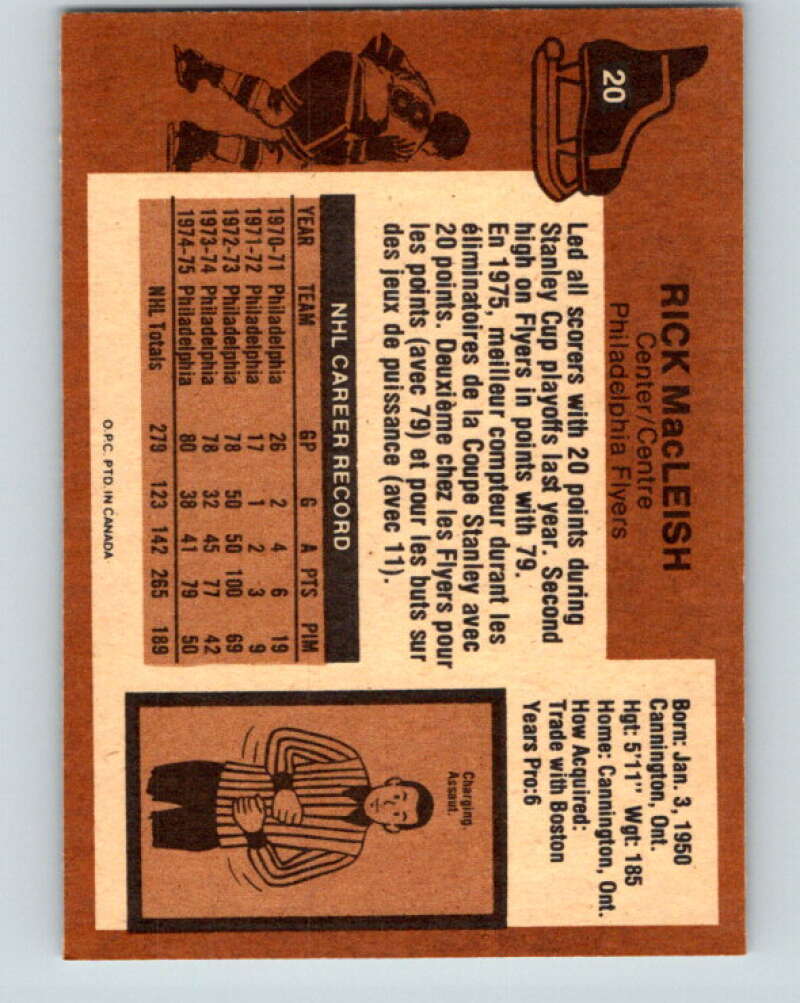 20
RICK MacLEISH
Center/Centre
Philadelphia Flyers
Led all scorers with 20 points during
Stanley Cup playoffs last year. Second
high on Flyers in points with 79.
En 1975, meilleur compteur durant les
éliminatoires de la Coupe Stanley avec
20 points. Deuxième chez les Flyers pour
les points (avec 79) et pour les buts sur
des jeux de puissance (avec 11).
NHL CAREER RECORD
YEAR TEAM GP G A PTS PIM
1970-71 Philadelphia 26 2 4 6 19
1971-72 Philadelphia 17 1 2 3 9
1972-73 Philadelphia 78 50 50 100 69
1973-74 Philadelphia 78 32 45 77 42
1974-75 Philadelphia 80 38 41 79 50
NHL Totals 279 123 142 265 189
O.P.C. PTD. IN CANADA
Born: Jan. 3, 1950
Cannington, Ont.
Hgt: 5'11" Wgt: 185
Home: Cannington, Ont.
How Acquired:
Trade with Boston
Years Pro:6
Charging
Assaut.
8